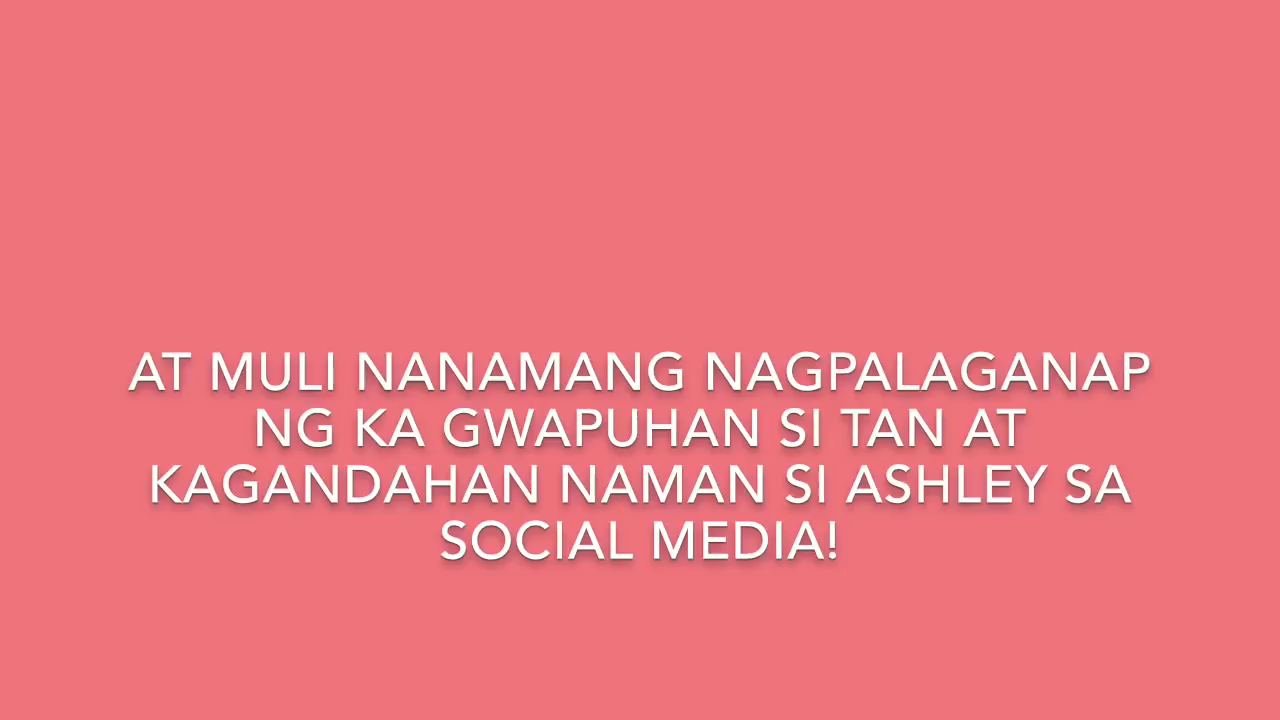 AT MULI NANAMANG NAGPALAGANAP
NG KA GWAPUHAN SI TAN AT
KAGANDAHAN NAMAN SI ASHLEY SA
SOCIAL MEDIA!